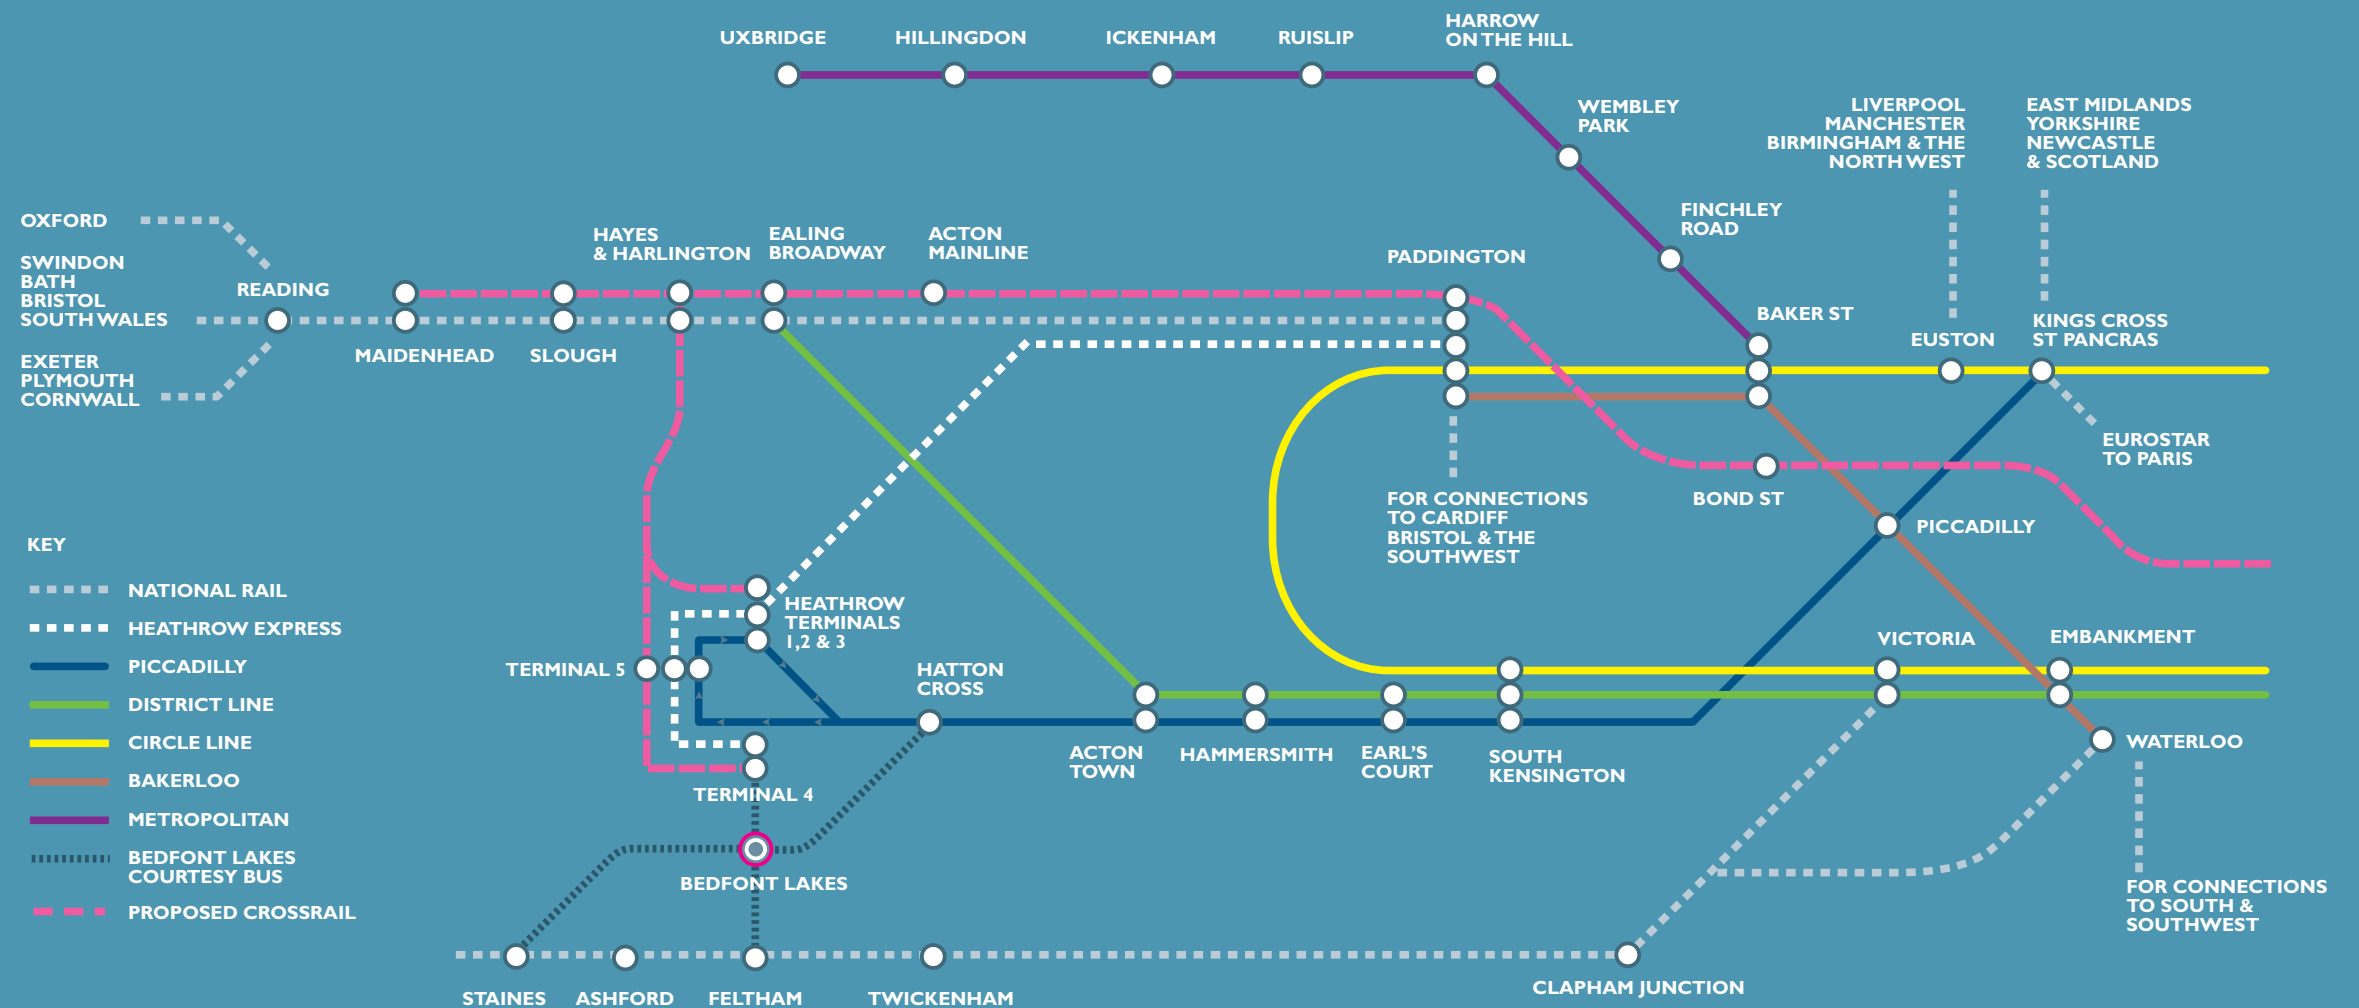 UXBRIDGE
HILLINGDON
ICKENHAM
RUISLIP
HARROW
ON THE HILL
WEMBLEY
PARK
FINCHLEY
ROAD
LIVERPOOL
MANCHESTER
BIRMINGHAM & THE
NORTH WEST
EAST MIDLANDS
YORKSHIRE
NEWCASTLE
& SCOTLAND
OXFORD
SWINDON
BATH
BRISTOL
SOUTH WALES
EXETER
PLYMOUTH
CORNWALL
READING
MAIDENHEAD
SLOUGH
HAYES
& HARLINGTON
EALING
BROADWAY
ACTON
MAINLINE
PADDINGTON
BAKER ST
EUSTON
KINGS CROSS
ST PANCRAS
EUROSTAR
TO PARIS
FOR CONNECTIONS
TO CARDIFF
BRISTOL & THE
SOUTHWEST
BOND ST
PICCADILLY
KEY
NATIONAL RAIL
HEATHROW EXPRESS
PICCADILLY
DISTRICT LINE
CIRCLE LINE
BAKERLOO
METROPOLITAN
BEDFONT LAKES
COURTESY BUS
PROPOSED CROSSRAIL
HEATHROW
TERMINALS
1,2 & 3
TERMINAL 5
HATTON
CROSS
TERMINAL 4
BEDFONT LAKES
ACTON
TOWN
HAMMERSMITH
EARL'S
COURT
SOUTH
KENSINGTON
VICTORIA
EMBANKMENT
WATERLOO
FOR CONNECTIONS
TO SOUTH &
SOUTHWEST
STAINES
ASHFORD
FELTHAM
TWICKENHAM
CLAPHAM JUNCTION